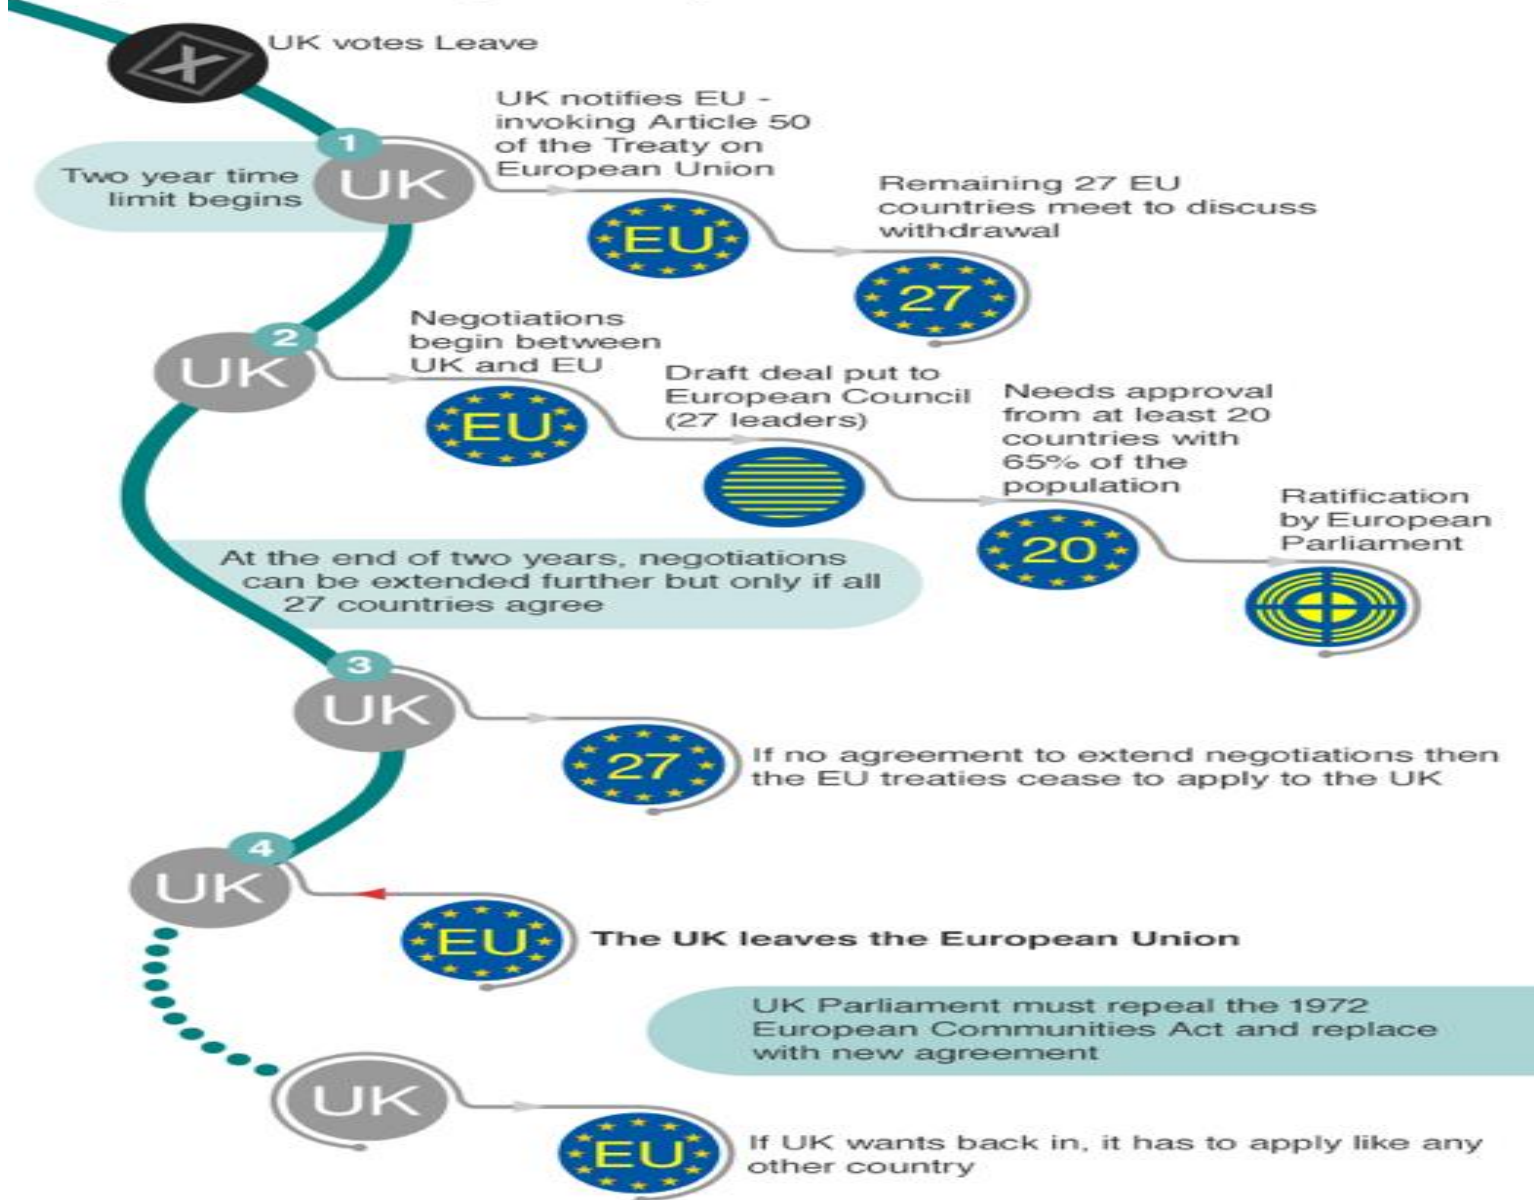 UK votes Leave
1
UK
Two year time
limit begins
UK notifies EU -
invoking Article 50
of the Treaty on
European Union
EU
Remaining 27 EU
countries meet to discuss
withdrawal
27
2
UK
Negotiations
begin between
UK and EU
EU
Draft deal put to
European Council
(27 leaders)
Needs approval
from at least 20
countries with
65% of the
population
20
Ratification
by European
Parliament
At the end of two years, negotiations
can be extended further but only if all
27 countries agree
3
UK
27
If no agreement to extend negotiations then
the EU treaties cease to apply to the UK
4
UK
EU
The UK leaves the European Union
UK Parliament must repeal the 1972
European Communities Act and replace
with new agreement
UK
EU
If UK wants back in, it has to apply like any
other country